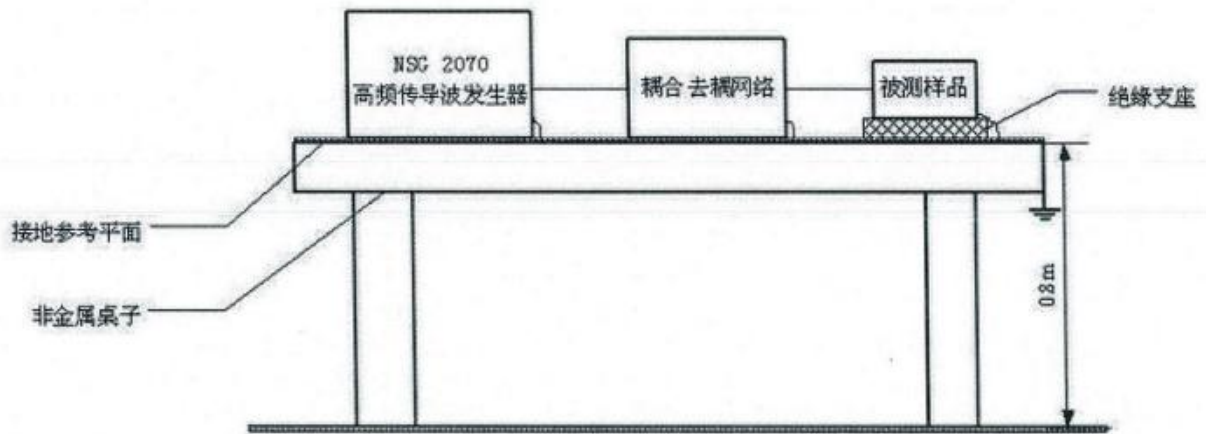 NSG 2070
高频传导波发生器
耦合去耦网络
被测样品
绝缘支座
接地参考平面
非金属桌子
0.8m